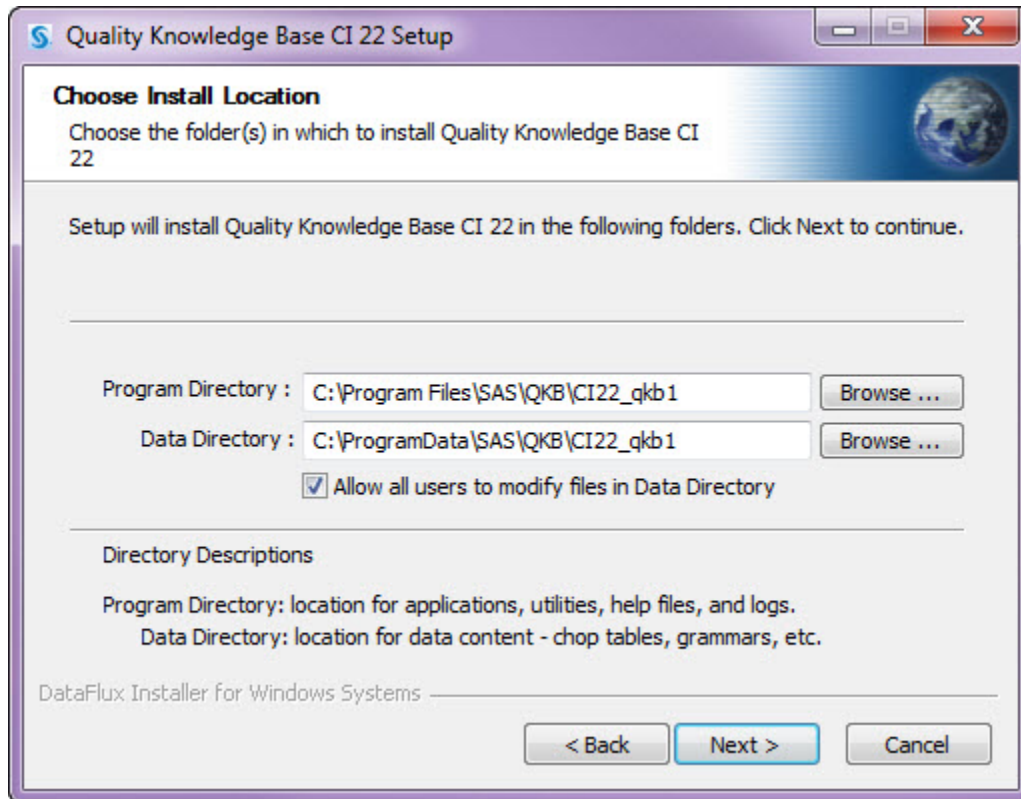 Quality Knowledge Base CI 22 Setup
Choose Install Location
Choose the folder(s) in which to install Quality Knowledge Base CI
22
Setup will install Quality Knowledge Base CI 22 in the following folders. Click Next to continue.
Program Directory : C:\Program Files\SAS\QKB\CI22_qkb1 Browse ...
Data Directory : C:\ProgramData\SAS\QKB\CI22_qkb1 Browse ...
Allow all users to modify files in Data Directory
Directory Descriptions
Program Directory: location for applications, utilities, help files, and logs.
Data Directory: location for data content - chop tables, grammars, etc.
DataFlux Installer for Windows Systems
< Back Next > Cancel